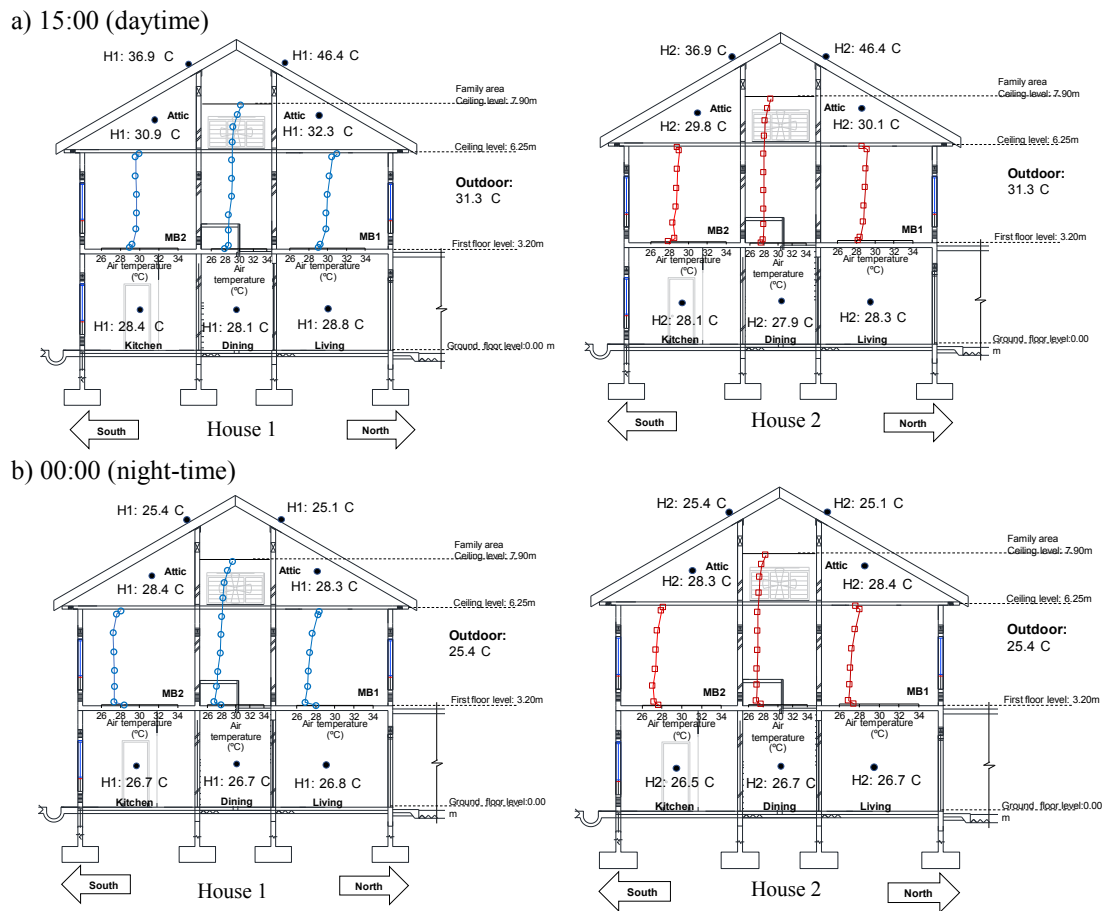 a) 15:00 (daytime)
H1: 36.9 C
H1: 46.4 C
Family area
Ceiling level: 7.90m
Attic
Attic
H1: 30.9 C
H1: 32.3 C
Ceiling level: 6.25m
Outdoor:
31.3 C
MB2
MB1
First floor level: 3.20m
26 28 30 32 34
26 28 30 32 34
26 28 30 32 34
Air temperature
(ºC)
Air
temperature
(ºC)
Air temperature
(ºC)
H1: 28.4 C
H1: 28.1 C
H1: 28.8 C
Kitchen
Dining
Living
Ground floor level:0.00
m
South
House 1
North
H2: 36.9 C
H2: 46.4 C
Family area
Ceiling level: 7.90m
Attic
Attic
H2: 29.8 C
H2: 30.1 C
Ceiling level: 6.25m
Outdoor:
31.3 C
MB2
MB1
First floor level: 3.20m
26 28 30 32 34
26 28 30 32 34
26 28 30 32 34
Air temperature
(ºC)
Air
temperature
(ºC)
Air temperature
(ºC)
H2: 28.1 C
H2: 27.9 C
H2: 28.3 C
Kitchen
Dining
Living
Ground floor level:0.00
m
South
House 2
North
b) 00:00 (night-time)
H1: 25.4 C
H1: 25.1 C
Family area
Ceiling level: 7.90m
Attic
Attic
H1: 28.4 C
H1: 28.3 C
Ceiling level: 6.25m
Outdoor:
25.4 C
MB2
MB1
First floor level: 3.20m
26 28 30 32 34
26 28 30 32 34
26 28 30 32 34
Air temperature
(ºC)
Air
temperature
(ºC)
Air temperature
(ºC)
H1: 26.7 C
H1: 26.7 C
H1: 26.8 C
Kitchen
Dining
Living
Ground floor level:0.00
m
South
House 1
North
H2: 25.4 C
H2: 25.1 C
Family area
Ceiling level: 7.90m
Attic
Attic
H2: 28.3 C
H2: 28.4 C
Ceiling level: 6.25m
Outdoor:
25.4 C
MB2
MB1
First floor level: 3.20m
26 28 30 32 34
26 28 30 32 34
26 28 30 32 34
Air temperature
(ºC)
Air
temperature
(ºC)
Air temperature
(ºC)
H2: 26.5 C
H2: 26.7 C
H2: 26.7 C
Kitchen
Dining
Living
Ground floor level:0.00
m
South
House 2
North